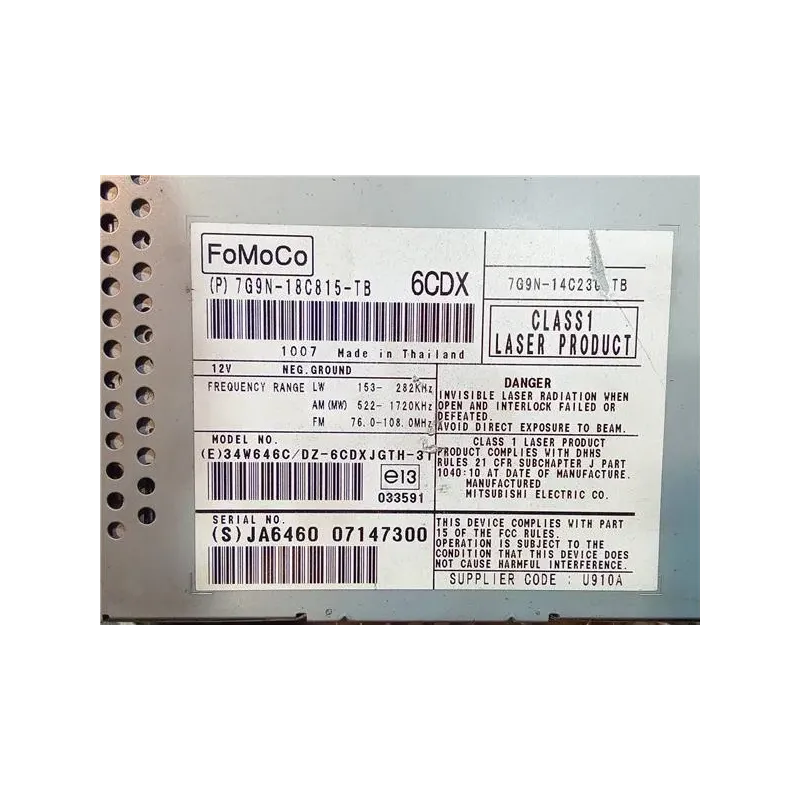 FoMoCo
(P) 7G9N-18C815-TB 6CDX
1007 Made in Thailand
12V NEG.GROUND
FREQUENCY RANGE LW 153- 282KHz
AM (MW) 522- 1720KHz
FM 76.0-108.0MHz
MODEL NO.
(E)34W646C/DZ-6CDXJGTH-3T
e13
033591
SERIAL NO.
(S)JA6460 07147300
CLASS1
LASER PRODUCT
DANGER
INVISIBLE LASER RADIATION WHEN
OPEN AND INTERLOCK FAILED OR
DEFEATED.
AVOID DIRECT EXPOSURE TO BEAM.
CLASS 1 LASER PRODUCT
PRODUCT COMPLIES WITH DHHS
RULES 21 CFR SUBCHAPTER J PART
1040:10 AT DATE OF MANUFACTURE.
MANUFACTURED
MITSUBISHI ELECTRIC CO.
THIS DEVICE COMPLIES WITH PART
15 OF THE FCC RULES.
OPERATION IS SUBJECT TO THE
CONDITION THAT THIS DEVICE DOES
NOT CAUSE HARMFUL INTERFERENCE.
SUPPLIER CODE : U910A